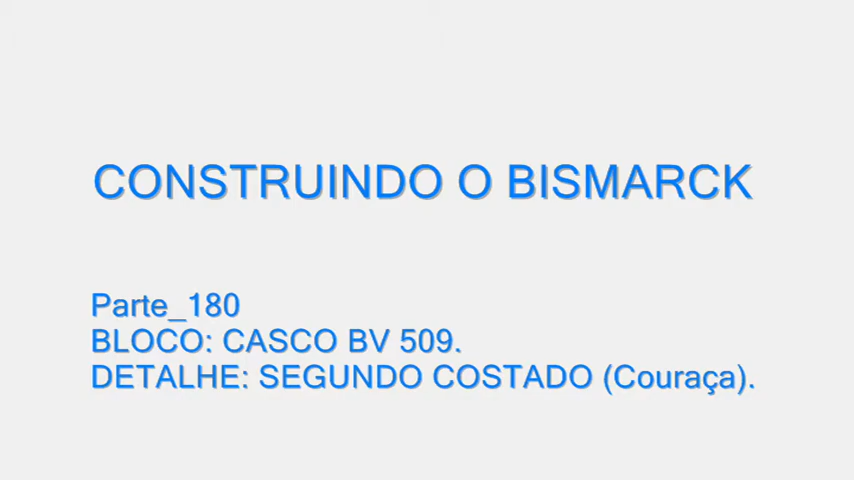 CONSTRUINDO O BISMARCK
Parte_180
BLOCO: CASCO BV 509.
DETALHE: SEGUNDO COSTADO (Couraça).